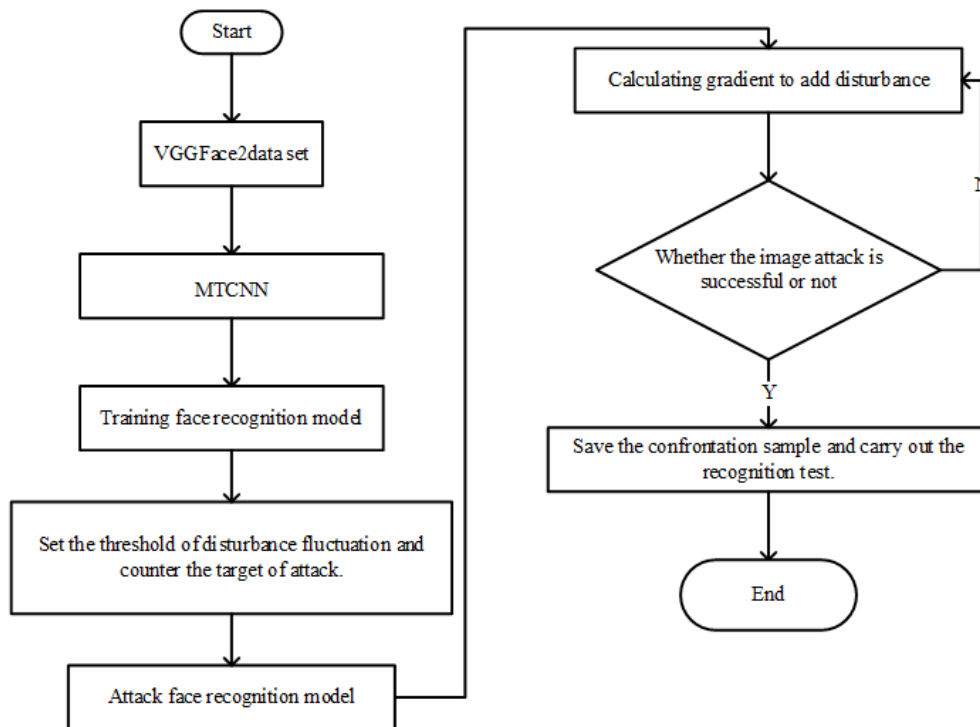 Start
VGGFace2data set
MTCNN
Training face recognition model
Set the threshold of disturbance fluctuation and
counter the target of attack.
Attack face recognition model
Calculating gradient to add disturbance
Whether the image attack is
successful or not
Y
Save the confrontation sample and carry out the
recognition test.
End